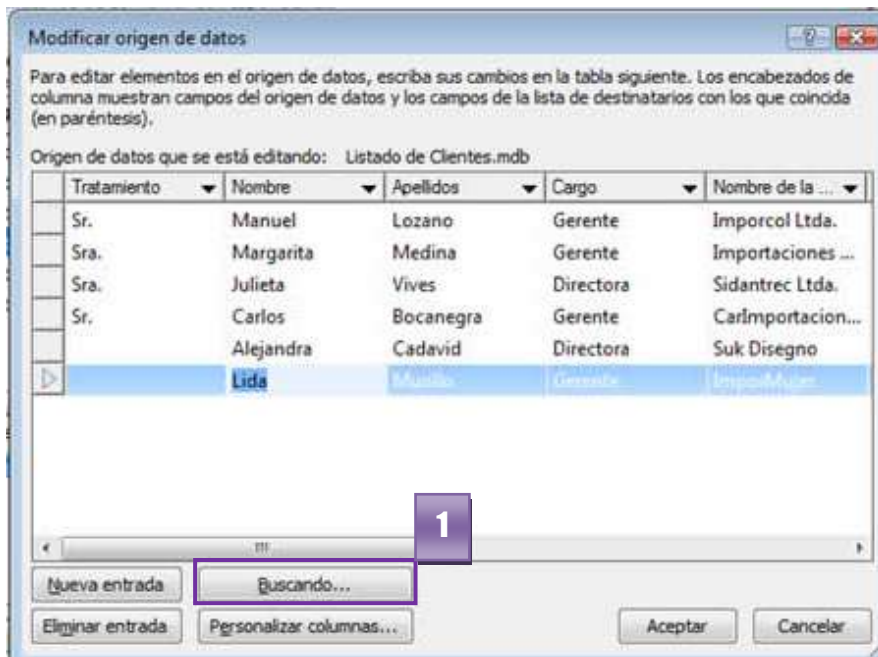 Modificar origen de datos
Para editar elementos en el origen de datos, escriba sus cambios en la tabla siguiente. Los encabezados de
columna muestran campos del origen de datos y los campos de la lista de destinatarios con los que coincida
(en paréntesis).
Origen de datos que se está editando: Listado de Clientes.mdb
Tratamiento Nombre Apellidos Cargo Nombre de la ...
Sr. Manuel Lozano Gerente Imporcol Ltda.
Sra. Margarita Medina Gerente Importaciones ...
Sra. Julieta Vives Directora Sidantrec Ltda.
Sr. Carlos Bocanegra Gerente CarImportacion...
Alejandra Cadavid Directora Suk Disegno
Lida Gerente
1
Nueva entrada Buscando...
Eliminar entrada Personalizar columnas... Aceptar Cancelar